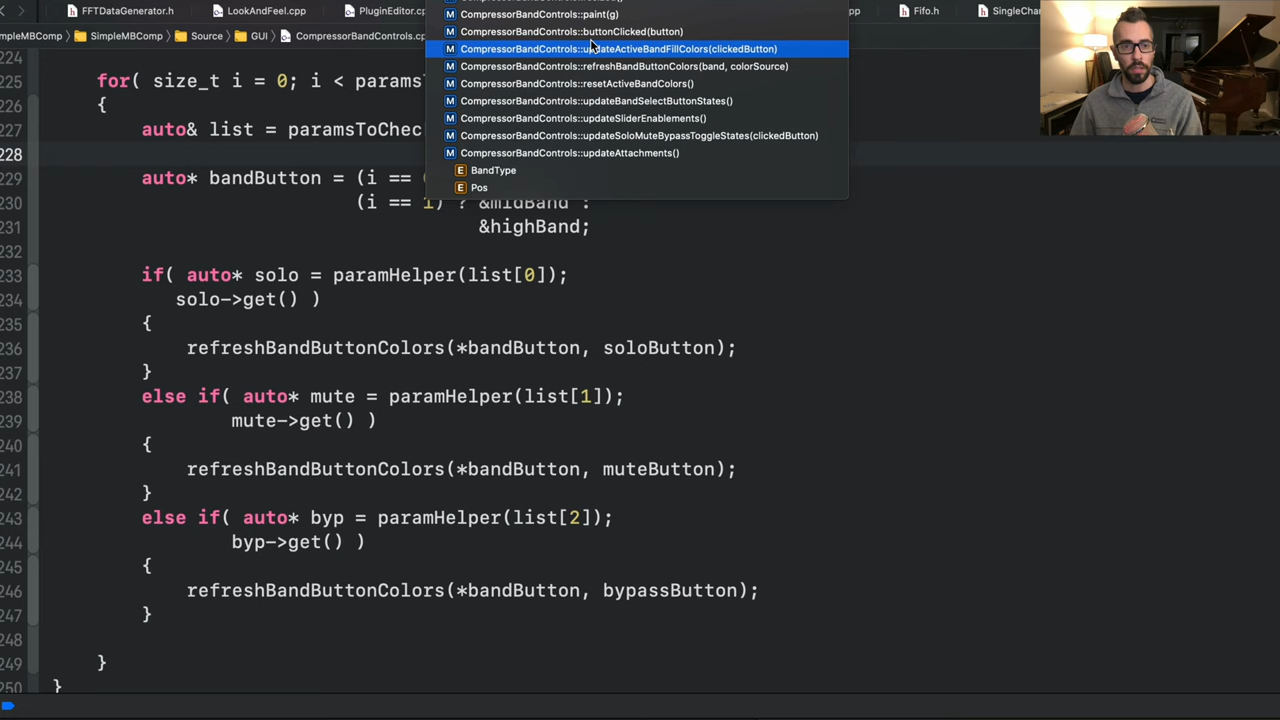 FFTDataGenerator.h
LookAndFeel.cpp
PluginEditor.c
pp
Fifo.h
SingleChar
impleMBComp
SimpleMBComp
Source
GUI
CompressorBandControls.cp
CompressorBandControls::paint(g)
CompressorBandControls::buttonClicked(button)
CompressorBandControls::updateActiveBandFillColors(clickedButton)
CompressorBandControls::refreshBandButtonColors(band, colorSource)
CompressorBandControls::resetActiveBandColors()
CompressorBandControls::updateBandSelectButtonStates()
CompressorBandControls::updateSliderEnablements()
CompressorBandControls::updateSoloMuteBypassToggleStates(clickedButton)
CompressorBandControls::updateAttachments()
BandType
Pos
224
225 for( size_t i = 0; i < params
226 {
227 auto& list = paramsToChec
228
229 auto* bandButton = (i ==
230 (i == 1) ? &midBand :
231 &highBand;
232
233 if( auto* solo = paramHelper(list[0]);
234 solo->get() )
235 {
236 refreshBandButtonColors(*bandButton, soloButton);
237 }
238 else if( auto* mute = paramHelper(list[1]);
239 mute->get() )
240 {
241 refreshBandButtonColors(*bandButton, muteButton);
242 }
243 else if( auto* byp = paramHelper(list[2]);
244 byp->get() )
245 {
246 refreshBandButtonColors(*bandButton, bypassButton);
247 }
248
249 }
250 }